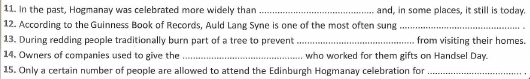 11. In the past, Hogmanay was celebrated more widely than ........................................ and, in some places, it still is today.
12. According to the Guinness Book of Records, Auld Lang Syne is one of the most often sung ........................................ .
13. During redding people traditionally burn part of a tree to prevent ........................................ from visiting their homes.
14. Owners of companies used to give the ........................................ who worked for them gifts on Handsel Day.
15. Only a certain number of people are allowed to attend the Edinburgh Hogmanay celebration for ........................................ .